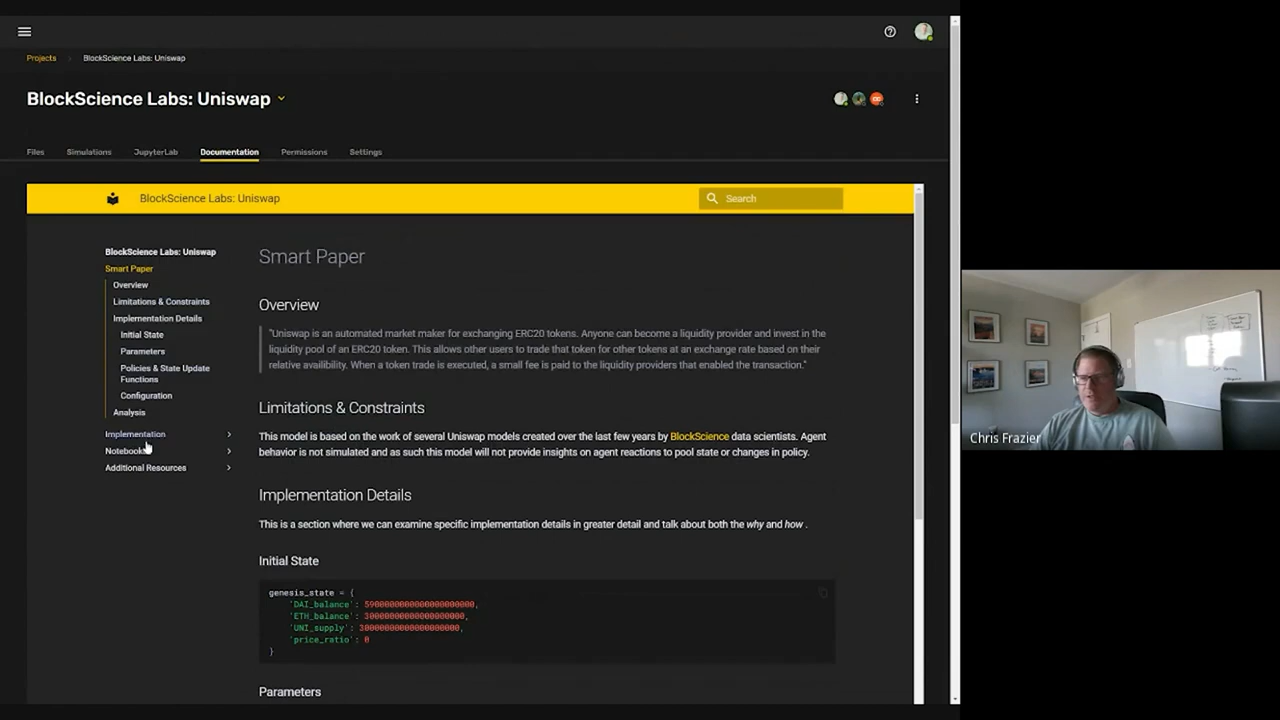 Projects > BlockScience Labs: Uniswap
BlockScience Labs: Uniswap
Files Simulations JupyterLab Documentation Permissions Settings
BlockScience Labs: Uniswap Search
BlockScience Labs: Uniswap
Smart Paper
Overview
Limitations & Constraints
Implementation Details
Initial State
Parameters
Policies & State Update
Functions
Configuration
Analysis
Implementation
Notebooks
Additional Resources
Smart Paper
Overview
"Uniswap is an automated market maker for exchanging ERC20 tokens. Anyone can become a liquidity provider and invest in the
liquidity pool of an ERC20 token. This allows other users to trade that token for other tokens at an exchange rate based on their
relative availibility. When a token trade is executed, a small fee is paid to the liquidity providers that enabled the transaction."
Limitations & Constraints
This model is based on the work of several Uniswap models created over the last few years by BlockScience data scientists. Agent
behavior is not simulated and as such this model will not provide insights on agent reactions to pool state or changes in policy.
Implementation Details
This is a section where we can examine specific implementation details in greater detail and talk about both the why and how .
Initial State
genesis_state = {
'DAI_balance':
'ETH_balance':
'UNI_supply':
'price_ratio': 0
}
Parameters
Chris Frazier